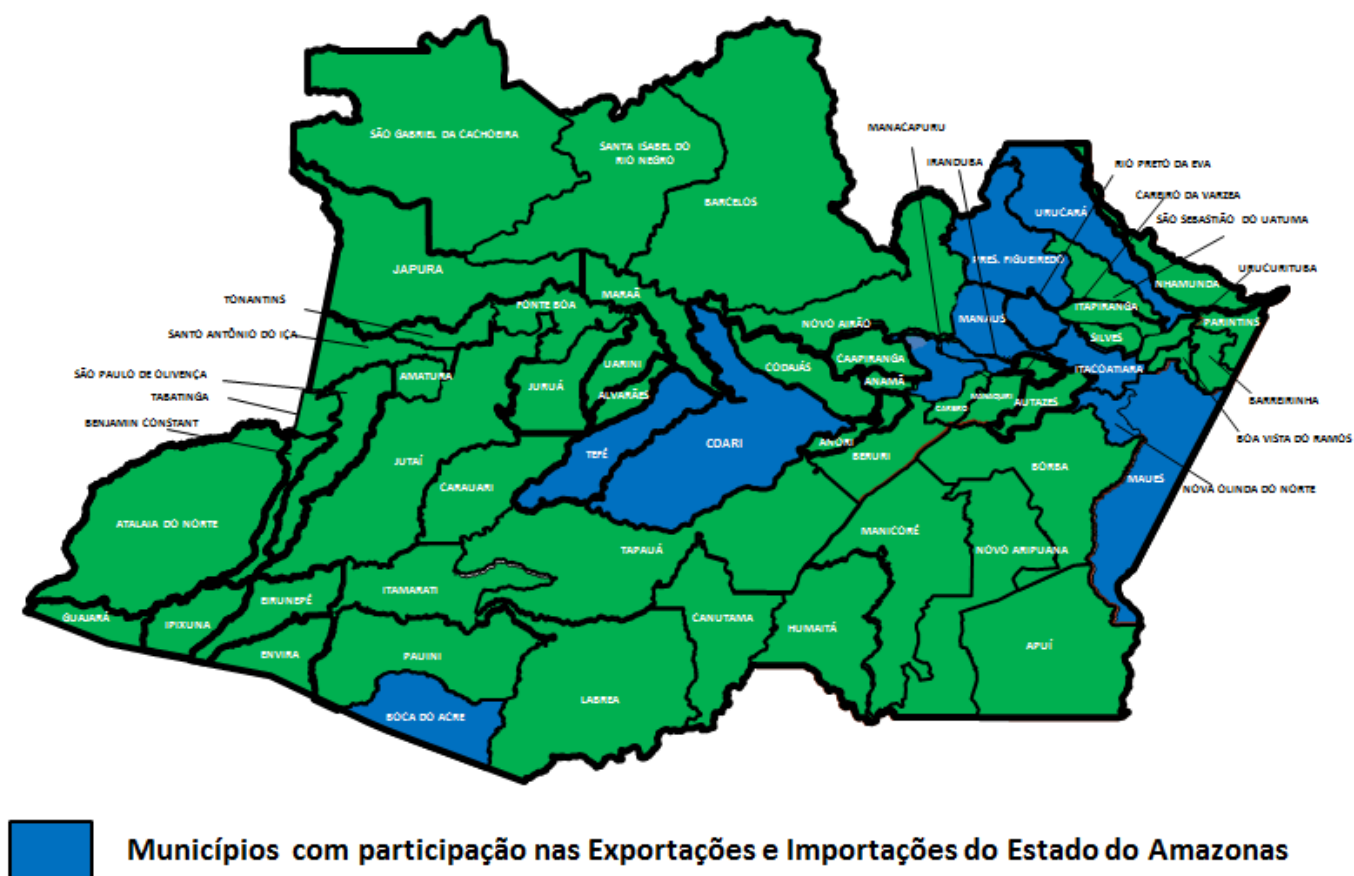 SÃO GABRIEL DA CACHOEIRA
SANTA ISABEL DO
RIO NEGRO
BARCELOS
MANACAPURU
IRANDUBA
RIO PRETO DA EVA
CAREIRO DA VARZEA
SÃO SEBASTIÃO DO UATUMA
URUCARÁ
PRES. FIGUEIREDO
URUCURITUBA
NHAMUNDA
JAPURA
TONANTINS
FONTE BOA
MARAÃ
ITAPIRANGA
PARINTINS
NOVO AIRÃO
MANAUS
SANTO ANTÔNIO DO IÇA
SILVES
CAAPIRANGA
UARINI
CODAJÁS
ITACOATIARA
SÃO PAULO DE OLIVENÇA
AMATURA
JURUÁ
ANAMÃ
BARREIRINHA
TABATINGA
ALVARÃES
MANAQUIRI
AUTAZES
CAREIRO
BENJAMIN CONSTANT
COARI
ANORI
BOA VISTA DO RAMOS
TEFÉ
BERURI
JUTAÍ
BORBA
MAUES
CARAUARI
NOVA OLINDA DO NORTE
ATALAIA DO NORTE
MANICORÉ
TAPAUÁ
NOVO ARIPUANA
ITAMARATI
EIRUNEPÉ
GUAJARÁ
IPIXUNA
CANUTAMA
HUMAITÁ
APUÍ
ENVIRA
PAUINI
LABREA
BOCA DO ACRE
Municípios com participação nas Exportações e Importações do Estado do Amazonas